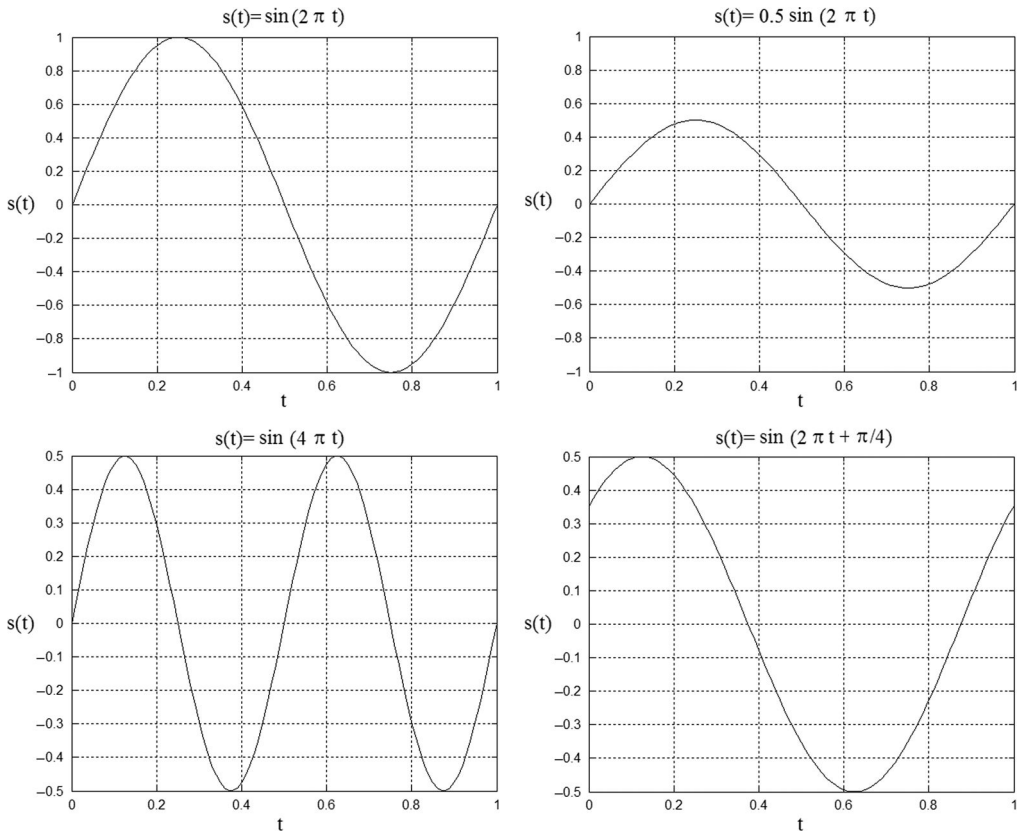 s(t)= sin (2 π t)
1
0.8
0.6
0.4
0.2
s(t) 0
–0.2
–0.4
–0.6
–0.8
–1
0 0.2 0.4 0.6 0.8 1
t
s(t)= 0.5 sin (2 π t)
1
0.8
0.6
0.4
0.2
s(t) 0
–0.2
–0.4
–0.6
–0.8
–1
0 0.2 0.4 0.6 0.8 1
t
s(t)= sin (4 π t)
0.5
0.4
0.3
0.2
0.1
s(t) 0
–0.1
–0.2
–0.3
–0.4
–0.5
0 0.2 0.4 0.6 0.8 1
t
s(t)= sin (2 π t + π/4)
0.5
0.4
0.3
0.2
0.1
s(t) 0
–0.1
–0.2
–0.3
–0.4
–0.5
0 0.2 0.4 0.6 0.8 1
t